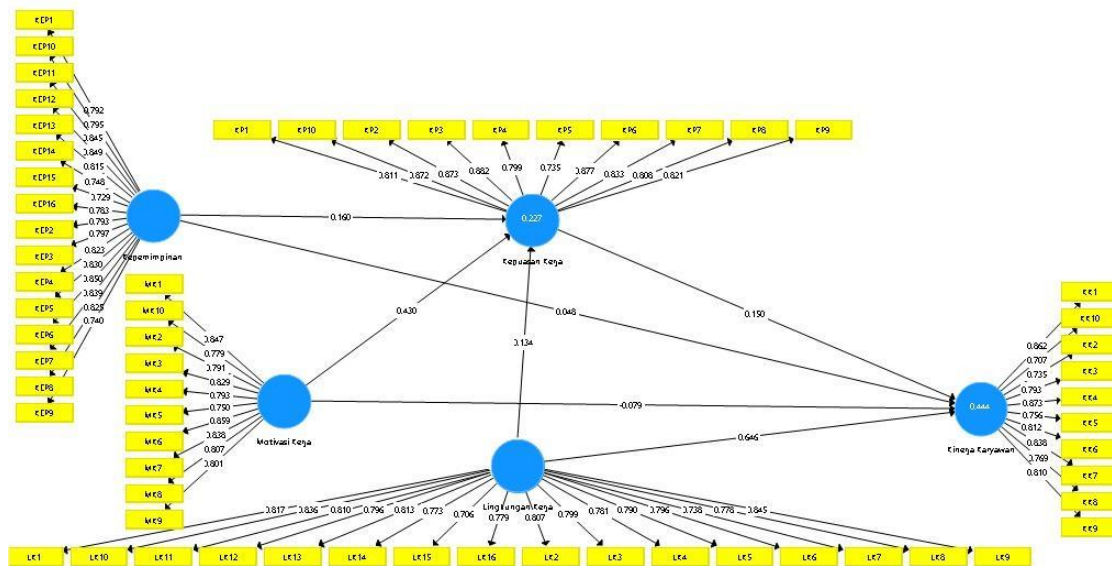 KEP1
KEP10
KEP11
KEP12
KEP13
KEP14
KEP15
KEP16
KEP2
KEP3
KEP4
KEP5
KEP6
KEP7
KEP8
KEP9
0.792
0.795
0.845
0.849
0.815
0.748
0.729
0.783
0.793
0.797
0.823
0.830
0.850
0.839
0.825
0.740
Kepemimpinan
KP1
KP10
KP2
KP3
KP4
KP5
KP6
KP7
KP8
KP9
0.811
0.872
0.873
0.882
0.799
0.735
0.877
0.833
0.808
0.821
0.227
Kepuasan Kerja
0.160
0.430
0.048
0.134
0.150
-0.079
0.646
MK1
MK10
MK2
MK3
MK4
MK5
MK6
MK7
MK8
MK9
0.847
0.779
0.791
0.829
0.793
0.750
0.859
0.838
0.807
0.801
Motivasi Kerja
KK1
KK10
KK2
KK3
KK4
KK5
KK6
KK7
KK8
KK9
0.862
0.707
0.735
0.793
0.873
0.756
0.812
0.838
0.769
0.810
0.444
Kinerja Karyawan
Lingkungan Kerja
0.817
0.836
0.810
0.796
0.813
0.773
0.706
0.779
0.807
0.799
0.781
0.790
0.796
0.738
0.778
0.845
LK1
LK10
LK11
LK12
LK13
LK14
LK15
LK16
LK2
LK3
LK4
LK5
LK6
LK7
LK8
LK9